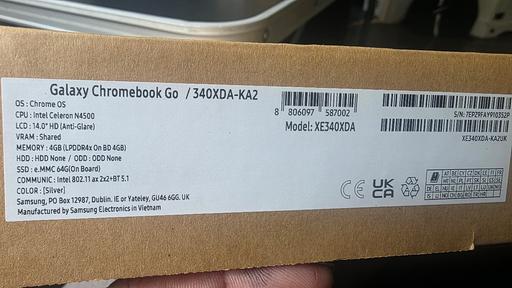 Galaxy Chromebook Go / 340XDA-KA2
OS : Chrome OS
CPU : Intel Celeron N4500
LCD : 14.0" HD (Anti-Glare)
VRAM : Shared
MEMORY : 4GB (LPDDR4x On BD 4GB)
HDD : HDD None / ODD : ODD None
SSD : e.MMC 64G(On Board)
COMMUNIC : Intel 802.11 ax 2x2+BT 5.1
COLOR : [Silver]
Samsung, PO Box 12987, Dublin. IE or Yateley, GU46 6GG. UK
Manufactured by Samsung Electronics in Vietnam
8 806097 587002
Model: XE340XDA
S/N: 7EPZ9FAY910352P
XE340XDA-KA2UK
CE
UK
CA